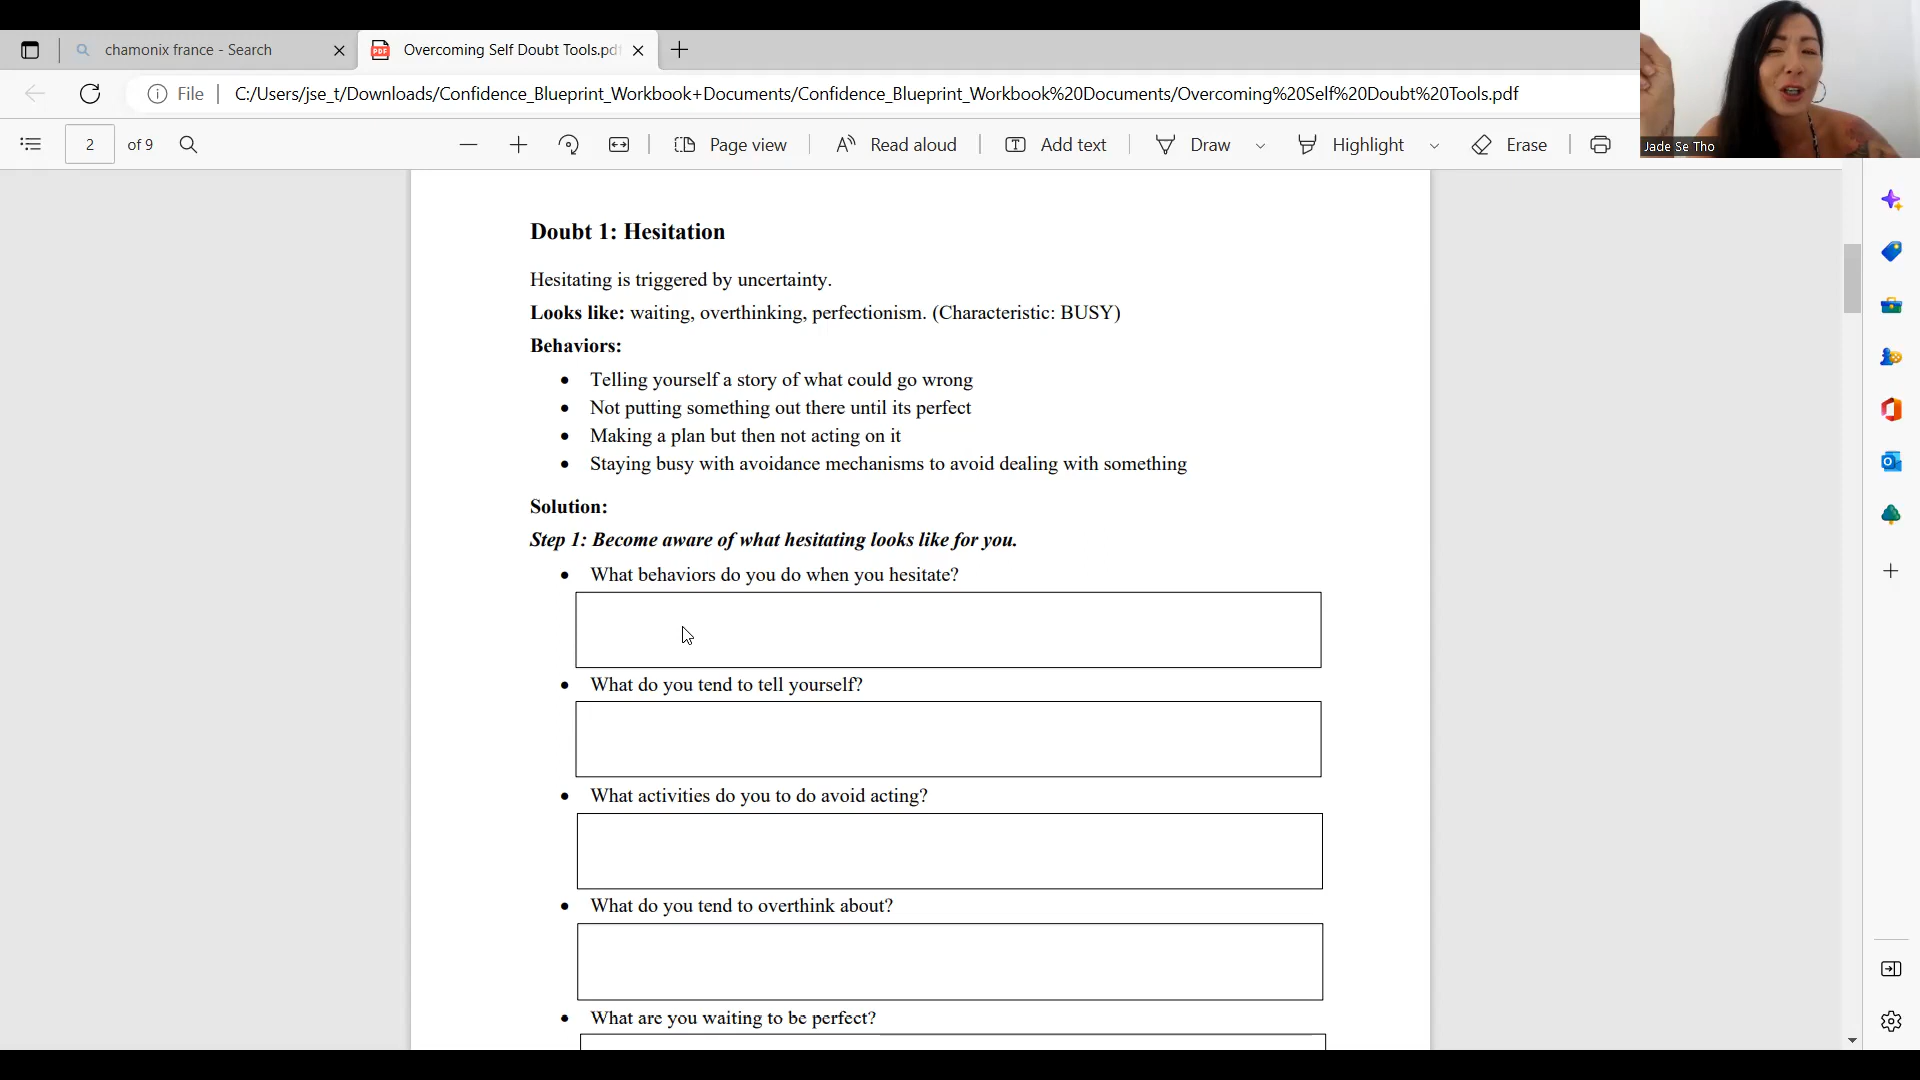 chamonix france - Search
Overcoming Self Doubt Tools.pdf
File
C:/Users/jse_t/Downloads/Confidence_Blueprint_Workbook+Documents/Confidence_Blueprint_Workbook%20Documents/Overcoming%20Self%20Doubt%20Tools.pdf
2 of 9
Page view
Read aloud
Add text
Draw
Highlight
Erase
Jade Se Tho
Doubt 1: Hesitation
Hesitating is triggered by uncertainty.
Looks like: waiting, overthinking, perfectionism. (Characteristic: BUSY)
Behaviors:
• Telling yourself a story of what could go wrong
• Not putting something out there until its perfect
• Making a plan but then not acting on it
• Staying busy with avoidance mechanisms to avoid dealing with something
Solution:
Step 1: Become aware of what hesitating looks like for you.
• What behaviors do you do when you hesitate?
• What do you tend to tell yourself?
• What activities do you to do avoid acting?
• What do you tend to overthink about?
• What are you waiting to be perfect?